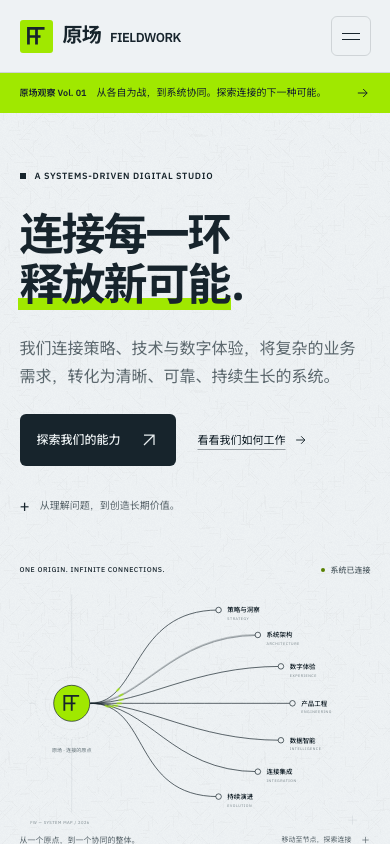 原场 FIELDWORK
原场观察 Vol. 01 从各自为战，到系统协同。探索连接的下一种可能。 →
A SYSTEMS-DRIVEN DIGITAL STUDIO
连接每一环
释放新可能.
我们连接策略、技术与数字体验，将复杂的业务
需求，转化为清晰、可靠、持续生长的系统。
探索我们的能力
看看我们如何工作 →
+ 从理解问题，到创造长期价值。
ONE ORIGIN. INFINITE CONNECTIONS.
系统已连接
策略与洞察
STRATEGY
系统架构
ARCHITECTURE
数字体验
EXPERIENCE
产品工程
ENGINEERING
原场 · 连接的原点
数据智能
INTELLIGENCE
连接集成
INTEGRATION
持续演进
EVOLUTION
FW — SYSTEM MAP / 2026
从一个原点，到一个协同的整体。
移动至节点，探索连接 +